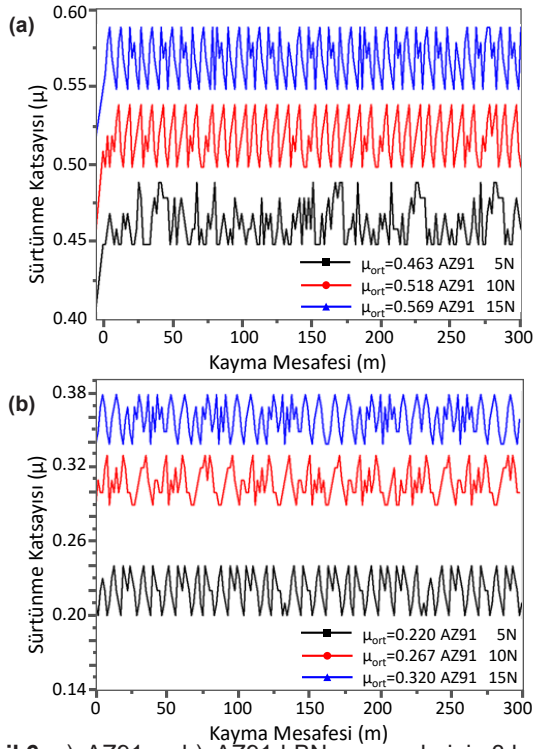 (a)
0.60
0.55
0.50
0.45
0.40
Sürtünme Katsayısı (µ)
µort=0.463 AZ91 5N
µort=0.518 AZ91 10N
µort=0.569 AZ91 15N
0 50 100 150 200 250 300
Kayma Mesafesi (m)
(b)
0.38
0.32
0.26
0.20
0.14
Sürtünme Katsayısı (µ)
µort=0.220 AZ91 5N
µort=0.267 AZ91 10N
µort=0.320 AZ91 15N
0 50 100 150 200 250 300
Kayma Mesafesi (m)